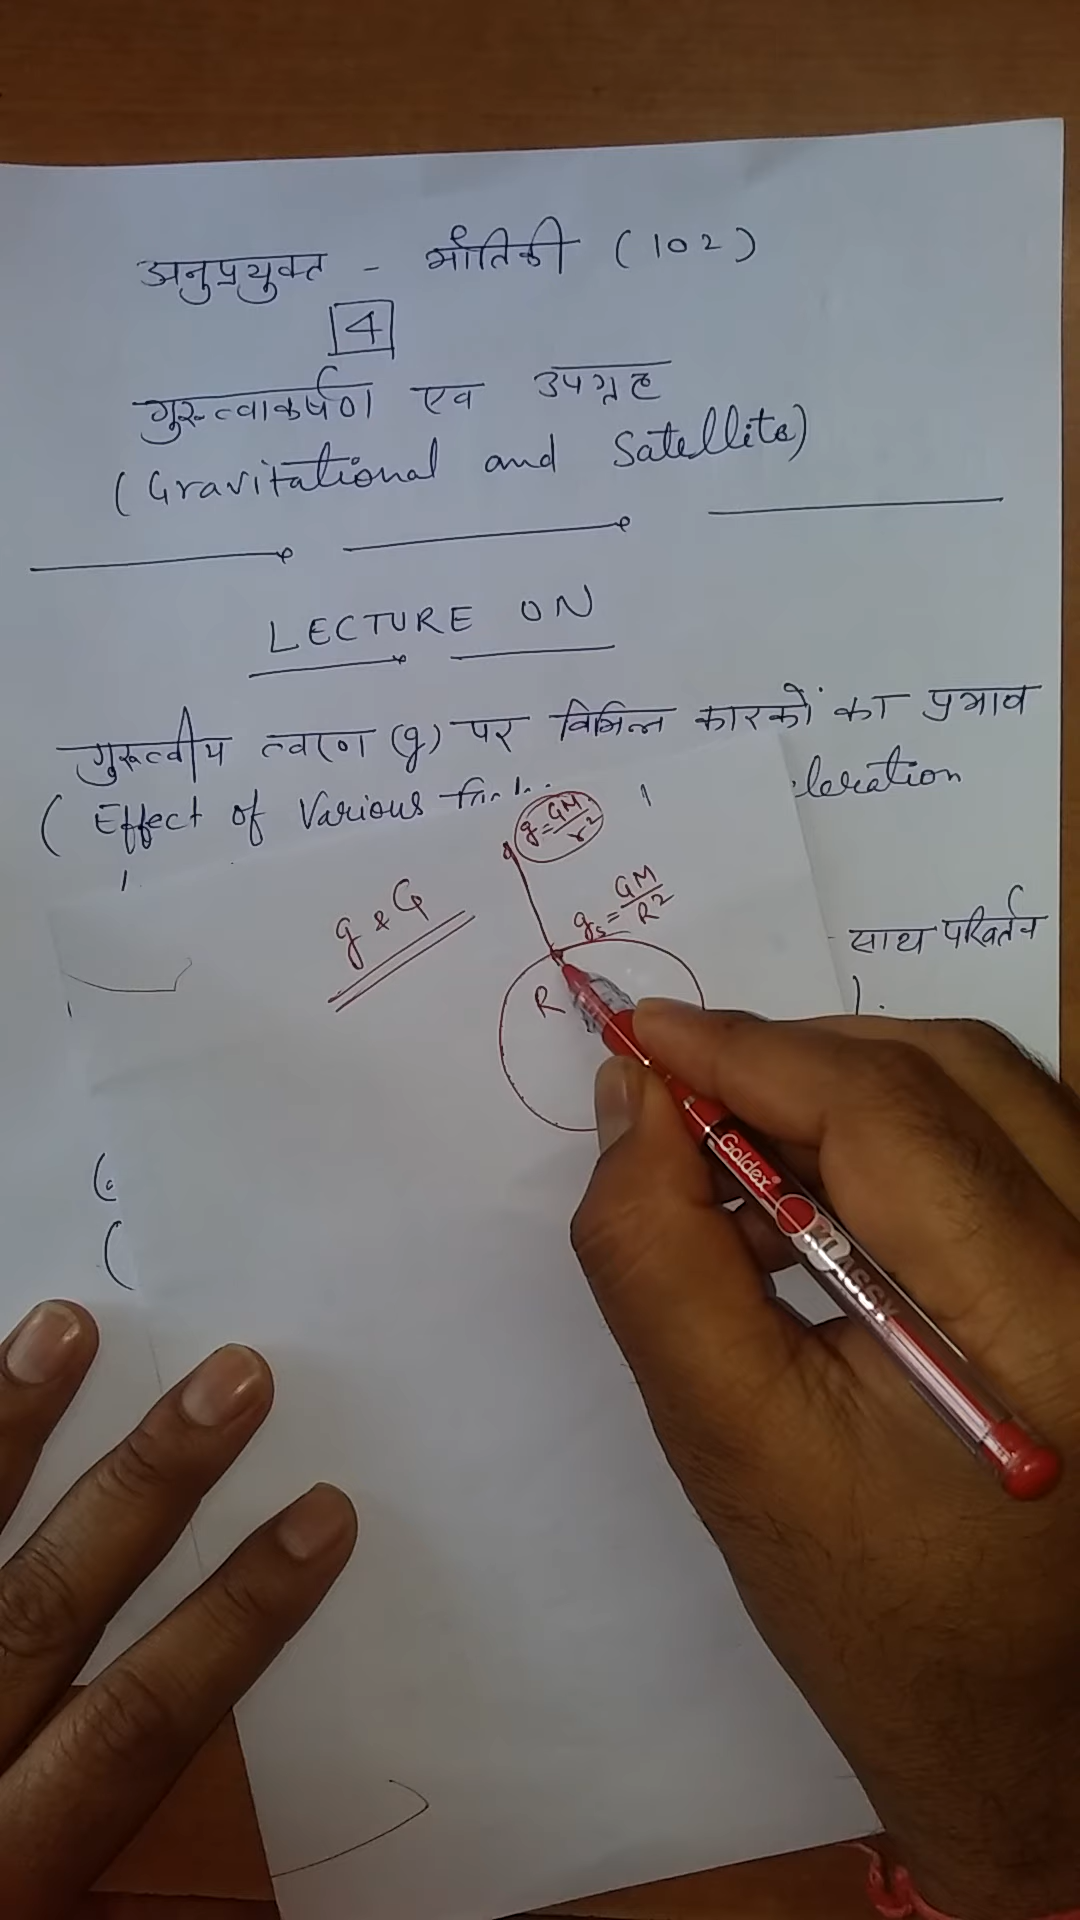 अनुप्रयुक्त - भौतिकी (102)
4
गुरुत्वाकर्षण एवं उपग्रह
(Gravitational and Satellite)
LECTURE ON
गुरुत्वीय त्वरण (g) पर विभिन्न कारकों का प्रभाव
( Effect of Various
g = GM/r²
g & G
gₛ = GM/R²
साथ परिवर्तन
R
Goldex